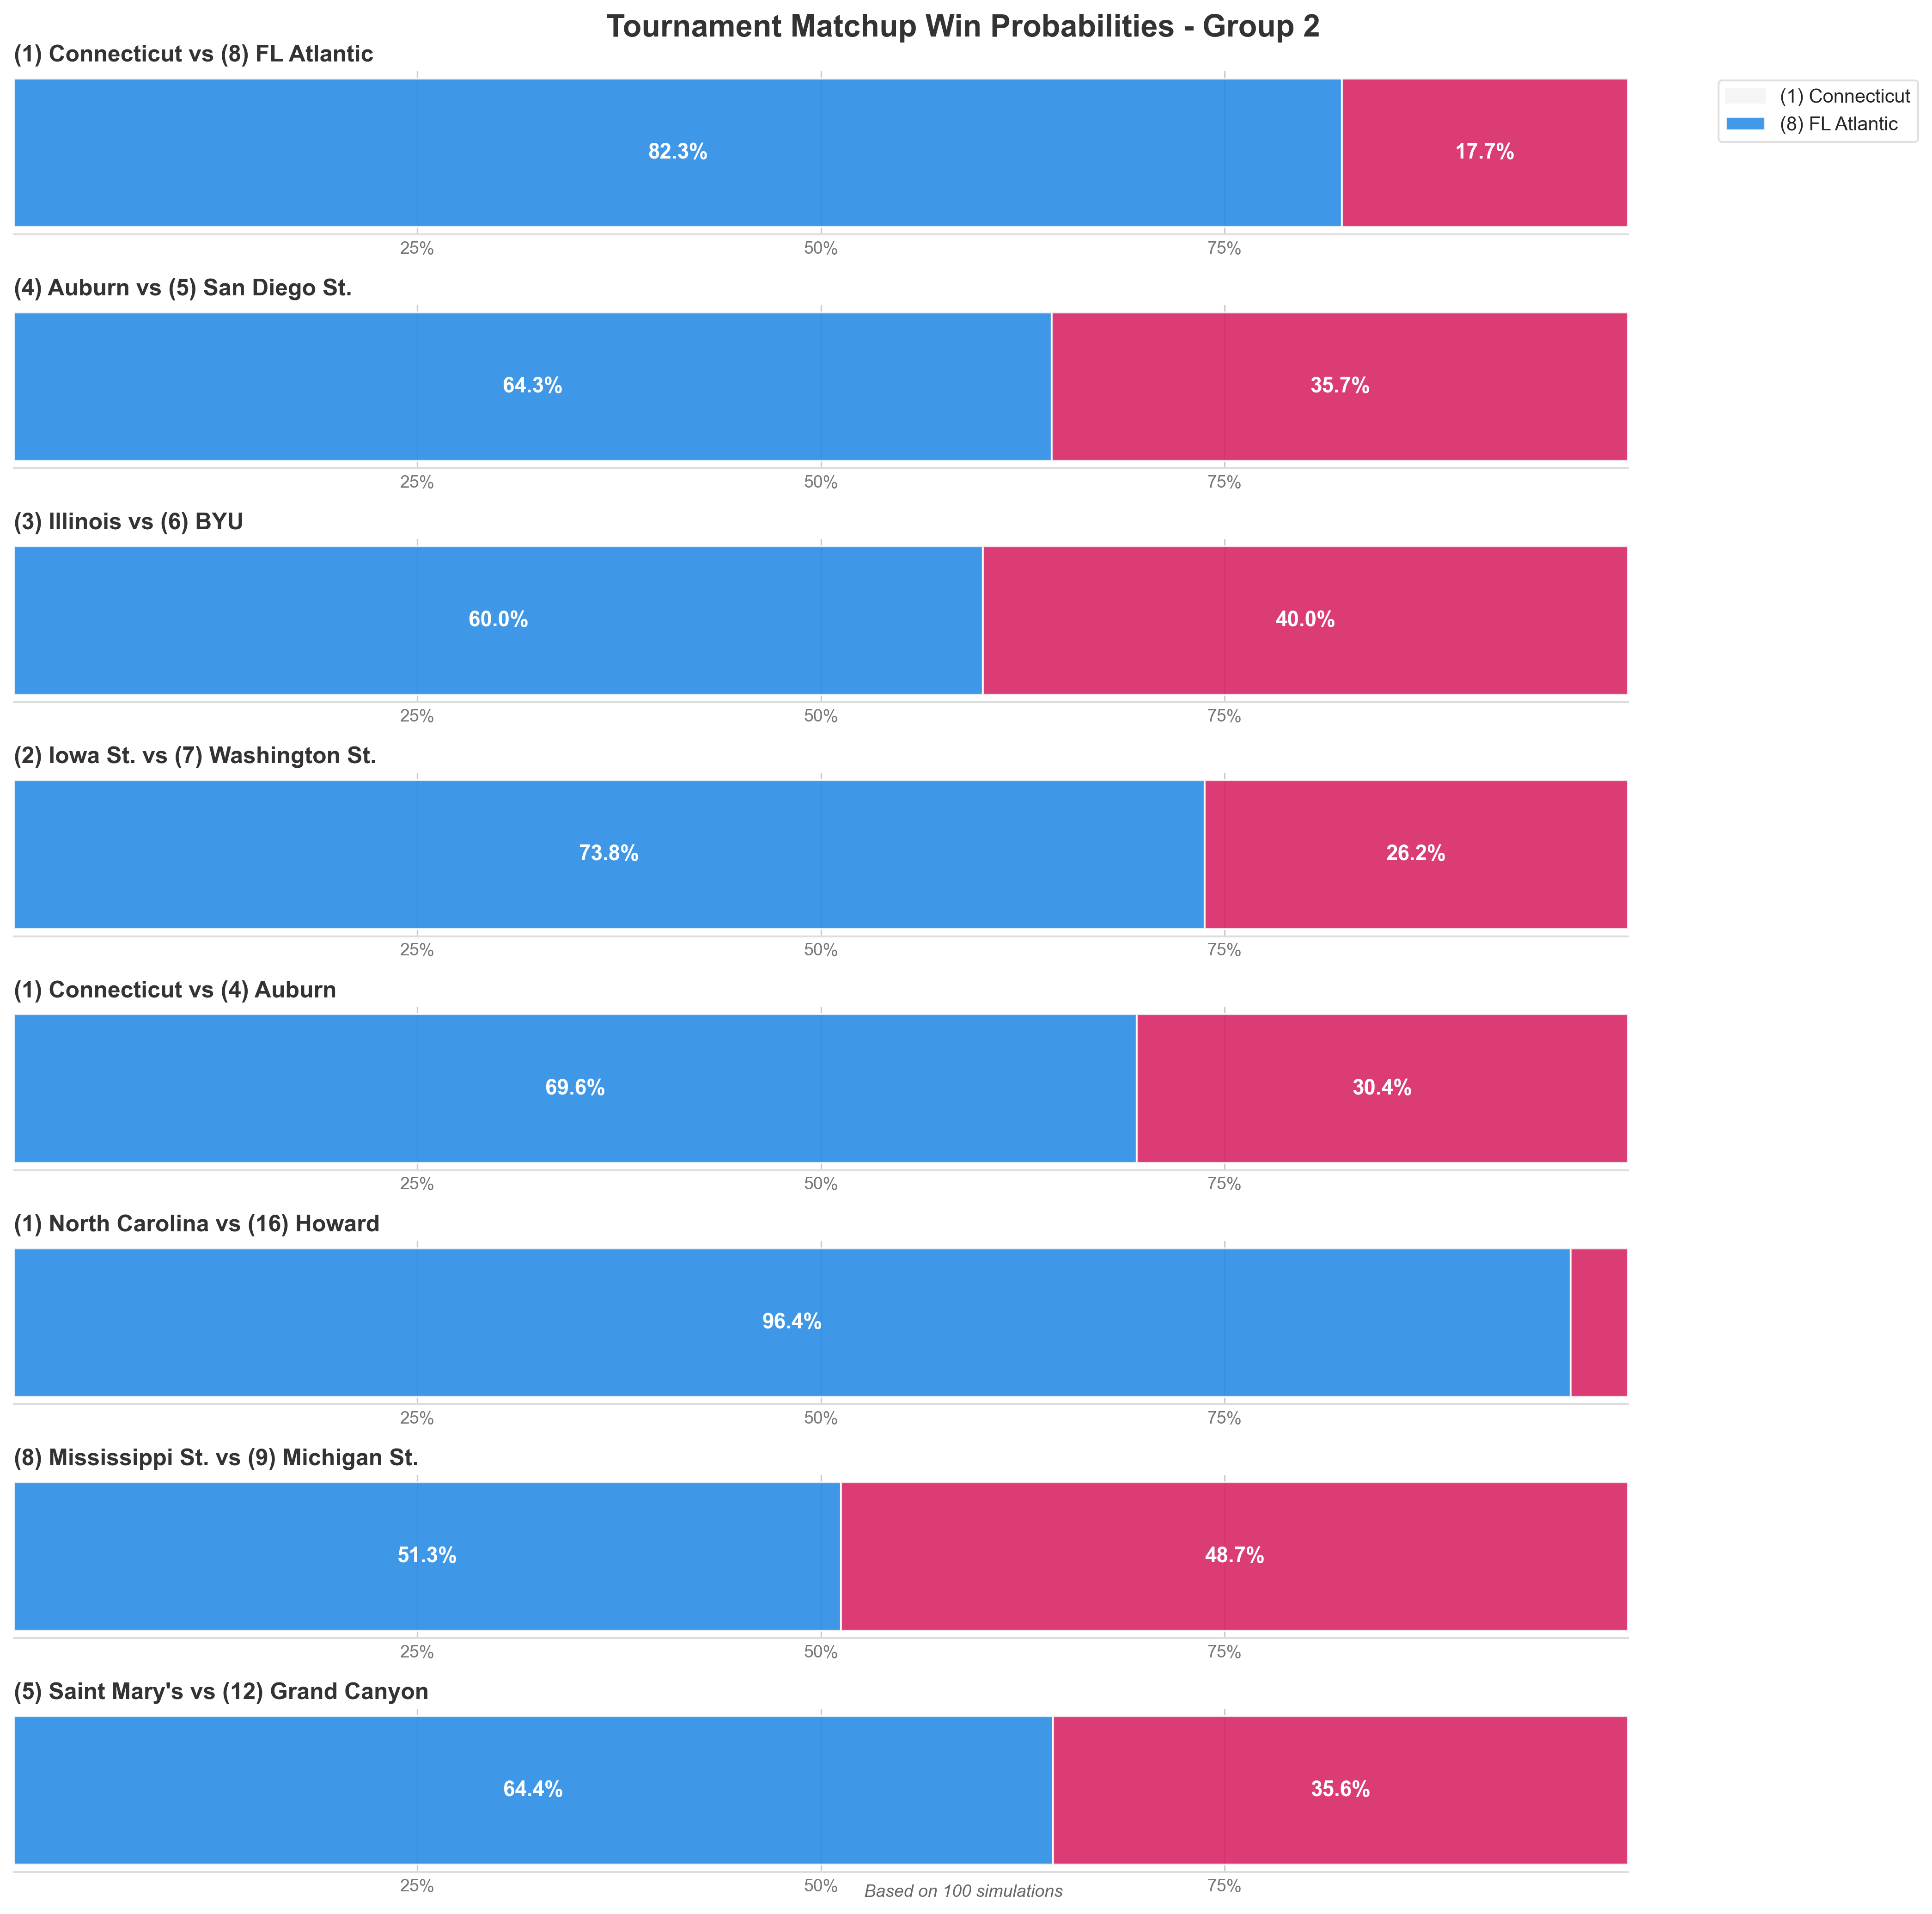 Tournament Matchup Win Probabilities - Group 2
(1) Connecticut vs (8) FL Atlantic
(1) Connecticut
(8) FL Atlantic
82.3% 17.7%
25% 50% 75%
(4) Auburn vs (5) San Diego St.
64.3% 35.7%
25% 50% 75%
(3) Illinois vs (6) BYU
60.0% 40.0%
25% 50% 75%
(2) Iowa St. vs (7) Washington St.
73.8% 26.2%
25% 50% 75%
(1) Connecticut vs (4) Auburn
69.6% 30.4%
25% 50% 75%
(1) North Carolina vs (16) Howard
96.4%
25% 50% 75%
(8) Mississippi St. vs (9) Michigan St.
51.3% 48.7%
25% 50% 75%
(5) Saint Mary's vs (12) Grand Canyon
64.4% 35.6%
25% 50% 75%
Based on 100 simulations